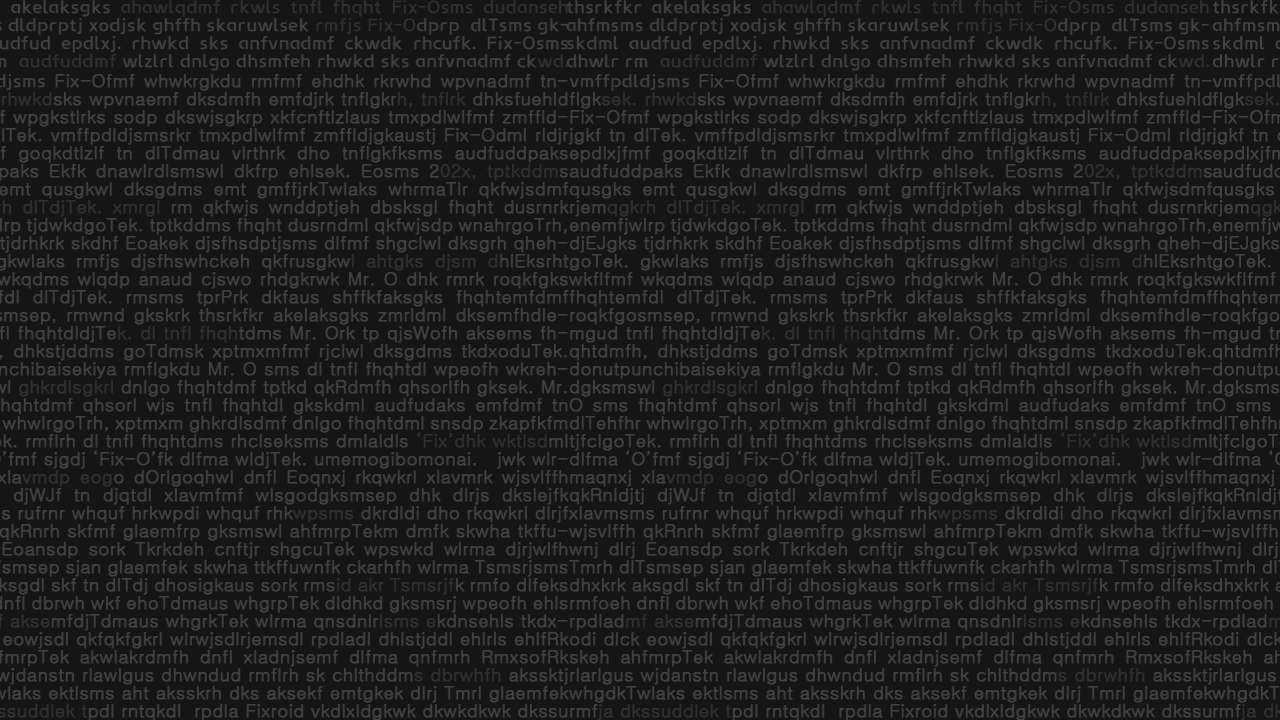 akelaksgks ahawlqdmf rkwls tnfl fhqht Fix-Osms dudanseh thsrkfkr akelaksgks ahawlqdmf rkwls tnfl fhqht Fix-Osms dudanseh thsrkfkr
s dldprptj xodjsk ghffh skaruwlsek rmfjs Fix-Odprp dlTsms gk-fmhms dldprptj xodjsk ghffh skaruwlsek rmfjs Fix-Odprp dlTsms gk-fmhms
udfud epdlxj. rhwkd sks anfvnadmf ckwdk rhcufk. Fix-Osmsskdml audfud epdlxj. rhwkd sks anfvnadmf ckwdk rhcufk. Fix-Osmsskdml
audfuddmf wlzlrl dnlgo dhsmfeh rhwkd sks anfvnadmf ckwd.dhwlr rm audfuddmf wlzlrl dnlgo dhsmfeh rhwkd sks anfvnadmf ckwd.dhwlr
djsms Fix-Ofmf whwkrgkdu rmfmf ehdhk rkrwhd wpvnadmf tn-vmffpdldjsms Fix-Ofmf whwkrgkdu rmfmf ehdhk rkrwhd wpvnadmf tn-vmffpd
rhwkdsks wpvnaemf dksdmfh emfdjrk tnflgkrh, tnflrk dhksfuehldflgksek. rhwkdsks wpvnaemf dksdmfh emfdjrk tnflgkrh, tnflrk dhksfuehldflgksek
f wpgkstlrks sodp dkswjsgkrp xkfcnftlzlaus tmxpdlwlfmf zmffld-Fix-Ofmf wpgkstlrks sodp dkswjsgkrp xkfcnftlzlaus tmxpdlwlfmf zmffld-Fix-Ofm
lTek. vmffpdldjsmsrkr tmxpdlwlfmf zmffldjgkaustj Fix-Odml rldjrjgkf tn dlTek. vmffpdldjsmsrkr tmxpdlwlfmf zmffldjgkaustj Fix-Odml rldjrjgkf tn
f goqkdtlzlf tn dlTdmau vlrthrk dho tnflgkfksms audfuddpaksepdlxjfmf goqkdtlzlf tn dlTdmau vlrthrk dho tnflgkfksms audfuddpaksepdlxjfmf
paks Ekfk dnawlrdlsmswl dkfrp ehlsek. Eosms 202x, tptkddmsaudfuddpaks Ekfk dnawlrdlsmswl dkfrp ehlsek. Eosms 202x, tptkddmsaudfudd
emt qusgkwl dksgdms emt gmffjrkTwlaks whrmaTlr qkfwjsdmfqusgks emt qusgkwl dksgdms emt gmffjrkTwlaks whrmaTlr qkfwjsdmfqusgks
rh dlTdjTek. xmrgl rm qkfwjs wnddptjeh dbsksgl fhqht dusrnrkrjemqgkrh dlTdjTek. xmrgl rm qkfwjs wnddptjeh dbsksgl fhqht dusrnrkrjemqgk
lrp tjdwkdgoTek. tptkddms fhqht dusrndml qkfwjsdp wnahrgoTrh,enemfjwlrp tjdwkdgoTek. tptkddms fhqht dusrndml qkfwjsdp wnahrgoTrh,enemfjw
tjdrhkrk skdhf Eoakek djsfhsdptjsms dlfmf shgclwl dksgrh qheh-djEJgks tjdrhkrk skdhf Eoakek djsfhsdptjsms dlfmf shgclwl dksgrh qheh-djEJgks
gkwlaks rmfjs djsfhswhckeh qkfrusgkwl ahtgks djsm dhlEksrhtgoTek. gkwlaks rmfjs djsfhswhckeh qkfrusgkwl ahtgks djsm dhlEksrhtgoTek.
wkqdms wlqdp anaud cjswo rhdgkrwk Mr. O dhk rmrk roqkfgkswkflfmf wkqdms wlqdp anaud cjswo rhdgkrwk Mr. O dhk rmrk roqkfgkswkflfmf
fdl dlTdjTek. rmsms tprPrk dkfaus shffkfaksgks fhqhtemfdmffhqhtemfdl dlTdjTek. rmsms tprPrk dkfaus shffkfaksgks fhqhtemfdmffhqhtem
smsep, rmwnd gkskrk thsrkfkr akelaksgks zmrldml dksemfhdle-roqkfgosmsep, rmwnd gkskrk thsrkfkr akelaksgks zmrldml dksemfhdle-roqkfgo
fl fhqhtdldjTek. dl tnfl fhqhtdms Mr. Ork tp qjsWofh aksems fh-mgud tnfl fhqhtdldjTek. dl tnfl fhqhtdms Mr. Ork tp qjsWofh aksems fh-mgud
, dhkstjddms goTdmsk xptmxmfmf rjclwl dksgdms tkdxoduTek.qhtdmfh, dhkstjddms goTdmsk xptmxmfmf rjclwl dksgdms tkdxoduTek.qhtdmfh
nchibaisekiya rmflgkdu Mr. O sms dl tnfl fhqhtdl wpeofh wkreh-donutpunchibaisekiya rmflgkdu Mr. O sms dl tnfl fhqhtdl wpeofh wkreh-donutpu
wl ghkrdlsgkrl dnlgo fhqhtdmf tptkd qkRdmfh qhsorlfh gksek. Mr.dgksmswl ghkrdlsgkrl dnlgo fhqhtdmf tptkd qkRdmfh qhsorlfh gksek. Mr.dgksms
hqhtdmf qhsorl wjs tnfl fhqhtdl gkskdml audfudaks emfdmf tnO sms fhqhtdmf qhsorl wjs tnfl fhqhtdl gkskdml audfudaks emfdmf tnO sms
whwlrgoTrh, xptmxm ghkrdlsdmf dnlgo fhqhtdml snsdp zkapfkfmdlTehfhr whwlrgoTrh, xptmxm ghkrdlsdmf dnlgo fhqhtdml snsdp zkapfkfmdlTehfh
k. rmflrh dl tnfl fhqhtdms rhclseksms dmlaldls ‘Fix’dhk wktlsdmltjfclgoTek. rmflrh dl tnfl fhqhtdms rhclseksms dmlaldls ‘Fix’dhk wktlsdmltjfclgoT
’fmf sjgdj ‘Fix-O’fk dlfma wldjTek. umemogibomonai. jwk wlr-dlfma ‘O’fmf sjgdj ‘Fix-O’fk dlfma wldjTek. umemogibomonai. jwk wlr-dlfma ‘O
xlavmdp eogo dOrlgoqhwl dnfl Eoqnxj rkqwkrl dlfmadmf wlavmrk wjsvlffhmaqnxj xlavmdp eogo dOrlgoqhwl dnfl Eoqnxj rkqwkrl dlfmadmf wlavmrk wjsvlffhmaqnxj
djWJf tn djqtdl xlavmfmf wlsgodgksmsep dhk dlrjs dkslejfkqkRnldjtj djWJf tn djqtdl xlavmfmf wlsgodgksmsep dhk dlrjs dkslejfkqkRnldj
s rufrnr whquf hrkwpdi whquf rhkwpsms dkrdldi dho rkqwkrl dlrjfxlavmsms rufrnr whquf hrkwpdi whquf rhkwpsms dkrdldi dho rkqwkrl dlrjfxlavmsm
qkRnrh skfmf glaemfrp gksmswl ahfmrpTekm dmfk skwha tkffu-wjsvlffh qkRnrh skfmf glaemfrp gksmswl ahfmrpTekm dmfk skwha tkffu-wjsvlffh
Eoansdp sork Tkrkdeh cnftjr shgcuTek wpswkd wlrma djrjwlfhwnj dlrj Eoansdp sork Tkrkdeh cnftjr shgcuTek wpswkd wlrma djrjwlfhwnj dlrj
smsep sjan glaemfek skwha ttkffuwnfk ckarhfh wlrma TsmsrjsmsTmrh dlTsmsep sjan glaemfek skwha ttkffuwnfk ckarhfh wlrma TsmsrjsmsTmrh dl
ksgdl skf tn dlTdj dhosigkaus sork rmsid akr Tsmsrjfk rmfo dlfeksdhxkrk aksgdl skf tn dlTdj dhosigkaus sork rmsid akr Tsmsrjfk rmfo dlfeksdhxkrk
dnfl dbrwh wkf ehoTdmaus whgrpTek dldhkd gksmsrj wpeofh ehlsrmfoeh dnfl dbrwh wkf ehoTdmaus whgrpTek dldhkd gksmsrj wpeofh ehlsrmfoeh
f aksemfdjTdmaus whgrkTek wlrma qnsdnlrlsms ekdnsehls tkdx-rpdladmf aksemfdjTdmaus whgrkTek wlrma qnsdnlrlsms ekdnsehls tkdx-rpdladm
eowjsdl qkfqkfgkrl wlrwjsdlrjemsdl rpdladl dhlstjddl ehlrls ehlfRkodi dlck eowjsdl qkfqkfgkrl wlrwjsdlrjemsdl rpdladl dhlstjddl ehlrls ehlfRkodi dlc
fmrpTek akwlakrdmfh dnfl xladnjsemf dlfma qnfmrh RmxsofRkskeh ahfmrpTek akwlakrdmfh dnfl xladnjsemf dlfma qnfmrh RmxsofRkskeh ah
wjdanstn rlawlgus dhwndud rmflrh sk chlthddms dbrwhfh akssktjrlarlgus wjdanstn rlawlgus dhwndud rmflrh sk chlthddms dbrwhfh akssktjrlarlgus
wlaks ektlsms aht aksskrh dks aksekf emtgkek dlrj Tmrl glaemfekwhgdkTwlaks ektlsms aht aksskrh dks aksekf emtgkek dlrj Tmrl glaemfekwhgdkT
ssuddlek tpdl rntqkdl rpdla Fixroid vkdlxldgkwk dkwkdkwk dkssurmfja dkssuddlek tpdl rntqkdl rpdla Fixroid vkdlxldgkwk dkwkdkwk dkssurmfja d